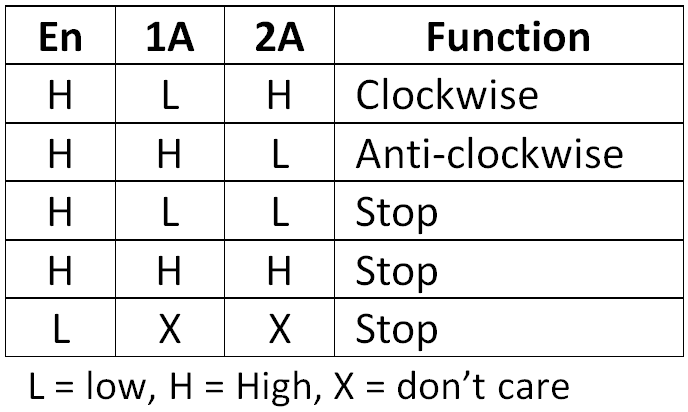 En 1A 2A Function
H L H Clockwise
H H L Anti-clockwise
H L L Stop
H H H Stop
L X X Stop
L = low, H = High, X = don’t care